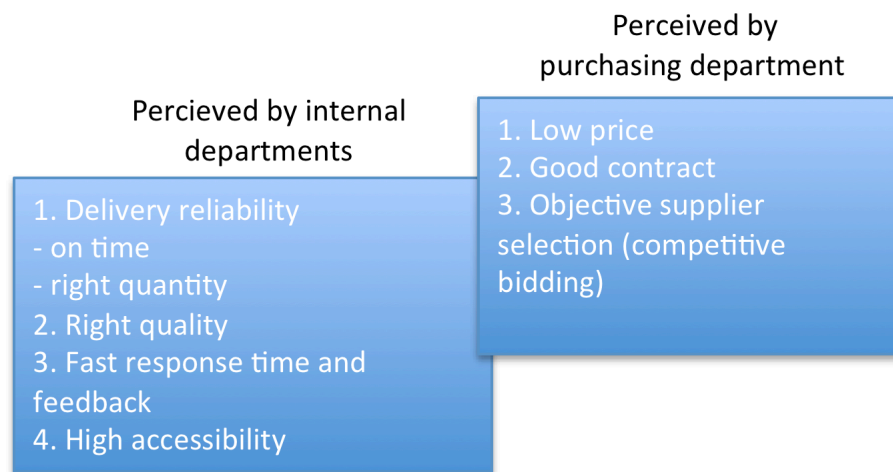 Perceived by
purchasing department
1. Low price
2. Good contract
3. Objective supplier
selection (competitive
bidding)
Percieved by internal
departments
1. Delivery reliability
- on time
- right quantity
2. Right quality
3. Fast response time and
feedback
4. High accessibility